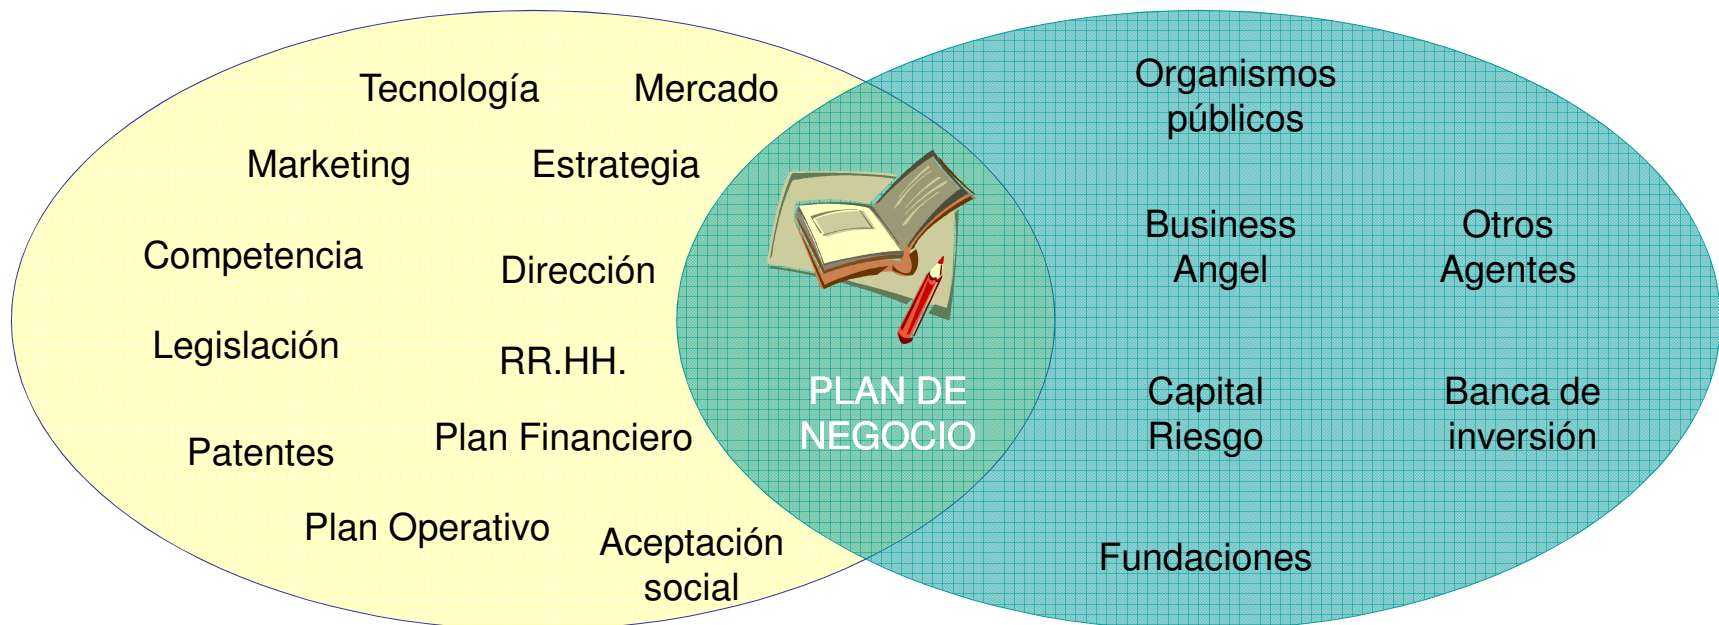 Tecnología
Mercado
Marketing
Estrategia
Competencia
Dirección
Legislación
RR.HH.
Patentes
Plan Financiero
Plan Operativo
Aceptación
social
PLAN DE
NEGOCIO
Organismos
públicos
Business
Angel
Otros
Agentes
Capital
Riesgo
Banca de
inversión
Fundaciones